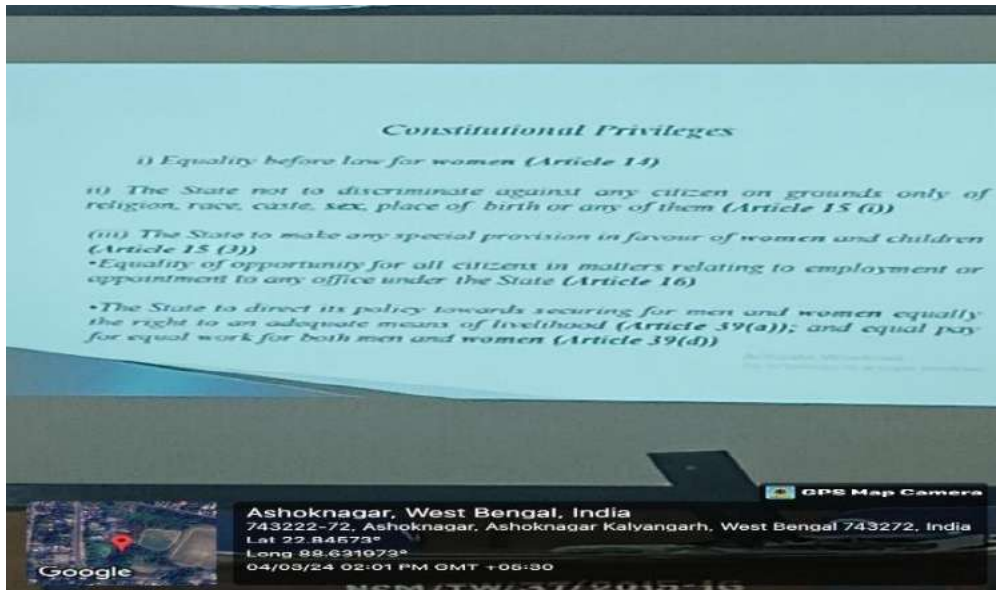 Constitutional Privileges
i) Equality before law for women (Article 14)
ii) The State not to discriminate against any citizen on grounds only of
religion, race, caste, sex, place of birth or any of them (Article 15 (i))
(iii) The State to make any special provision in favour of women and children
(Article 15 (3))
•Equality of opportunity for all citizens in matters relating to employment or
appointment to any office under the State (Article 16)
•The State to direct its policy towards securing for men and women equally
the right to an adequate means of livelihood (Article 39(a)); and equal pay
for equal work for both men and women (Article 39(d))
GPS Map Camera
Ashoknagar, West Bengal, India
743222-72, Ashoknagar, Ashoknagar Kalyangarh, West Bengal 743272, India
Lat 22.84573°
Long 88.631973°
04/03/24 02:01 PM GMT +05:30
Google